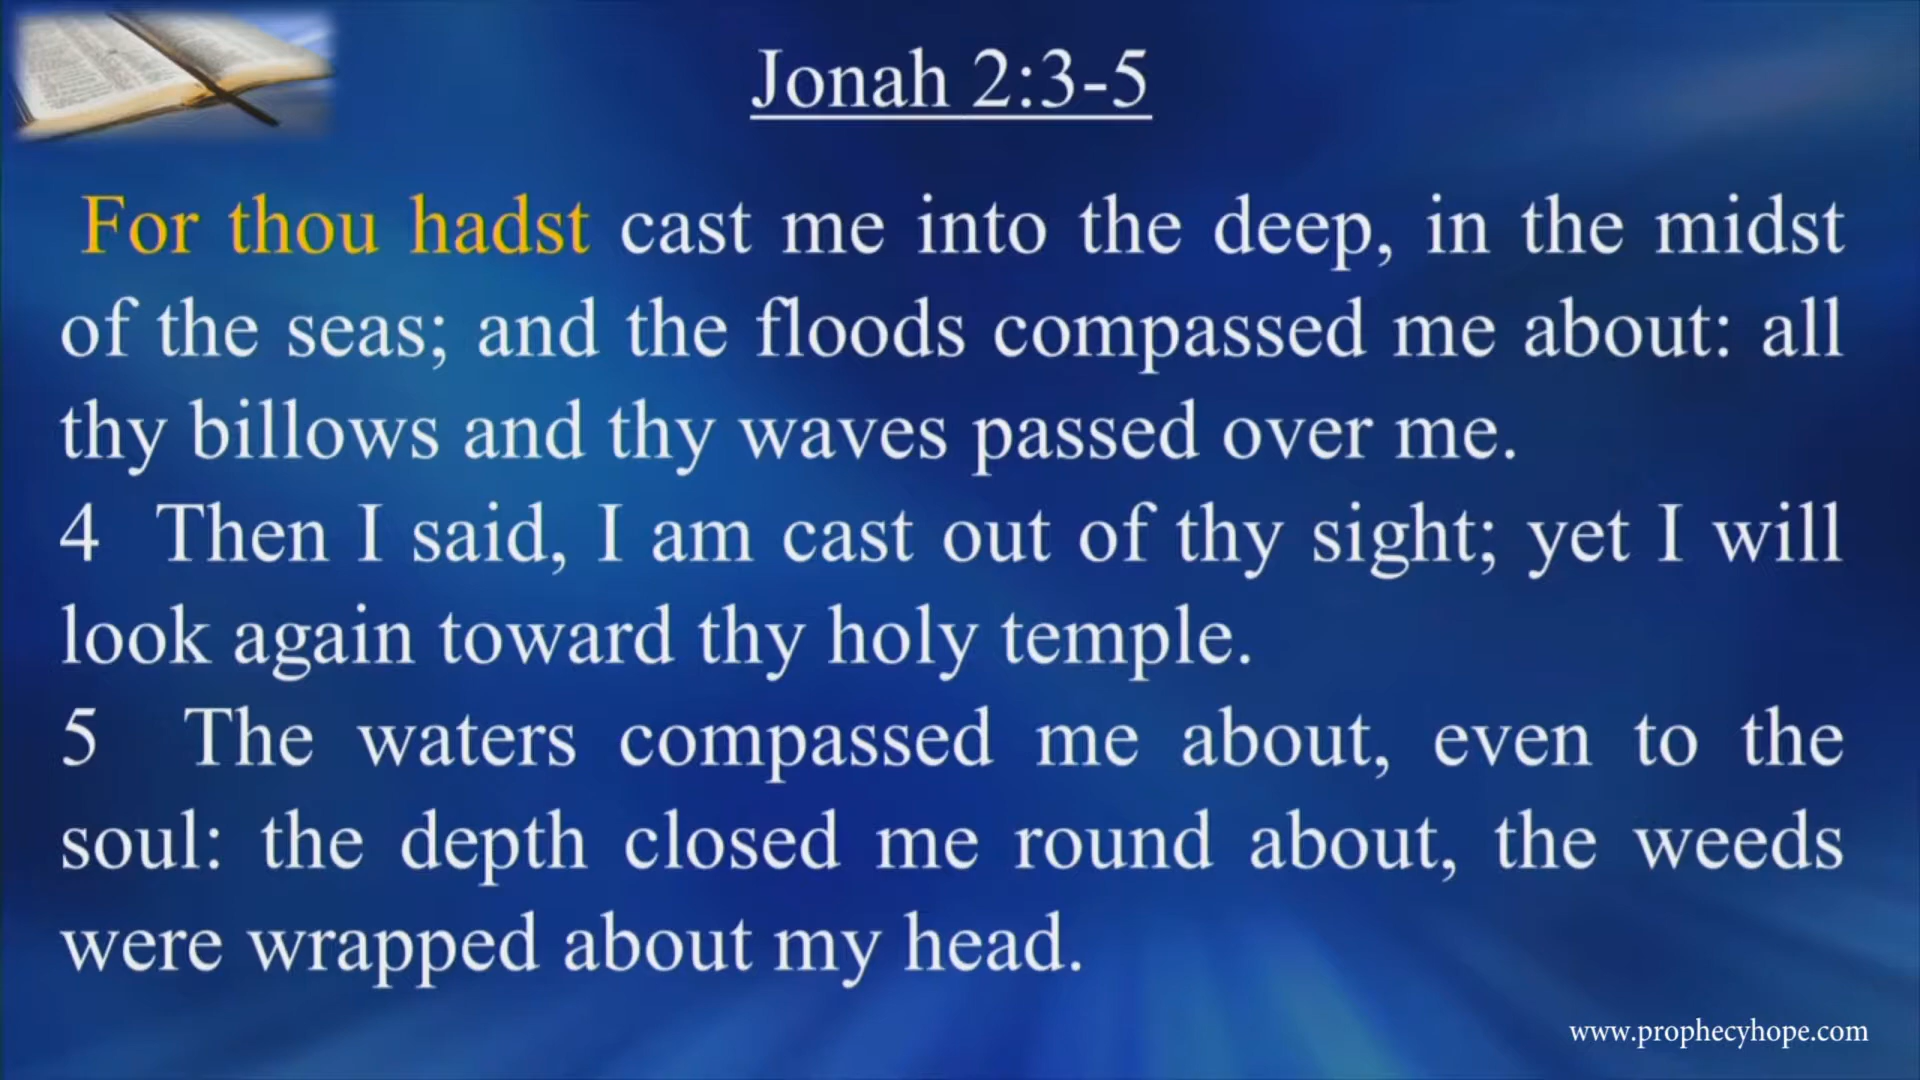 Jonah 2:3-5
For thou hadst cast me into the deep, in the midst
of the seas; and the floods compassed me about: all
thy billows and thy waves passed over me.
4 Then I said, I am cast out of thy sight; yet I will
look again toward thy holy temple.
5 The waters compassed me about, even to the
soul: the depth closed me round about, the weeds
were wrapped about my head.
www.prophecyhope.com